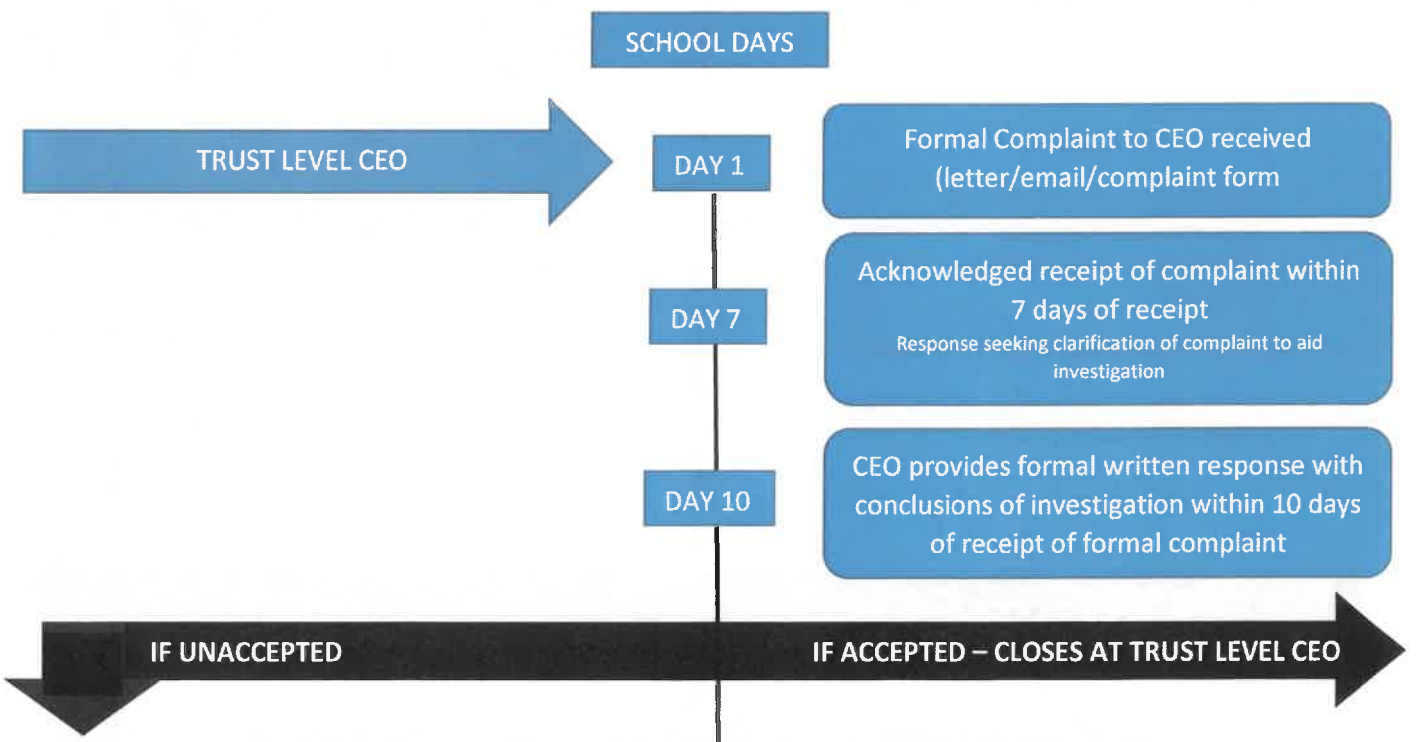 SCHOOL DAYS
TRUST LEVEL CEO
DAY 1
Formal Complaint to CEO received
(letter/email/complaint form
DAY 7
Acknowledged receipt of complaint within
7 days of receipt
Response seeking clarification of complaint to aid
investigation
DAY 10
CEO provides formal written response with
conclusions of investigation within 10 days
of receipt of formal complaint
IF UNACCEPTED
IF ACCEPTED – CLOSES AT TRUST LEVEL CEO